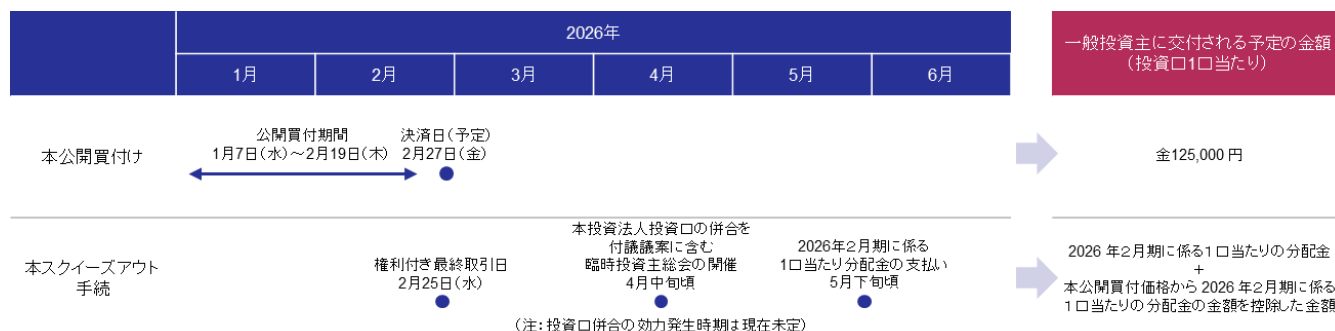 2026年
一般投資主に交付される予定の金額
（投資口1口当たり）
1月
2月
3月
4月
5月
6月
本公開買付け
公開買付期間
1月7日（水）～2月19日（木）
決済日（予定）
2月27日（金）
金125,000 円
本スクイーズアウト
手続
権利付き最終取引日
2月25日（水）
本投資法人投資口の併合を
付議議案に含む
臨時投資主総会の開催
4月中旬頃
2026年２月期に係る
１口当たり分配金の支払い
５月下旬頃
2026 年２月期に係る１口当たりの分配金
+
本公開買付価格から 2026 年２月期に係る
１口当たりの分配金の金額を控除した金額
（注：投資口併合の効力発生時期は現在未定）